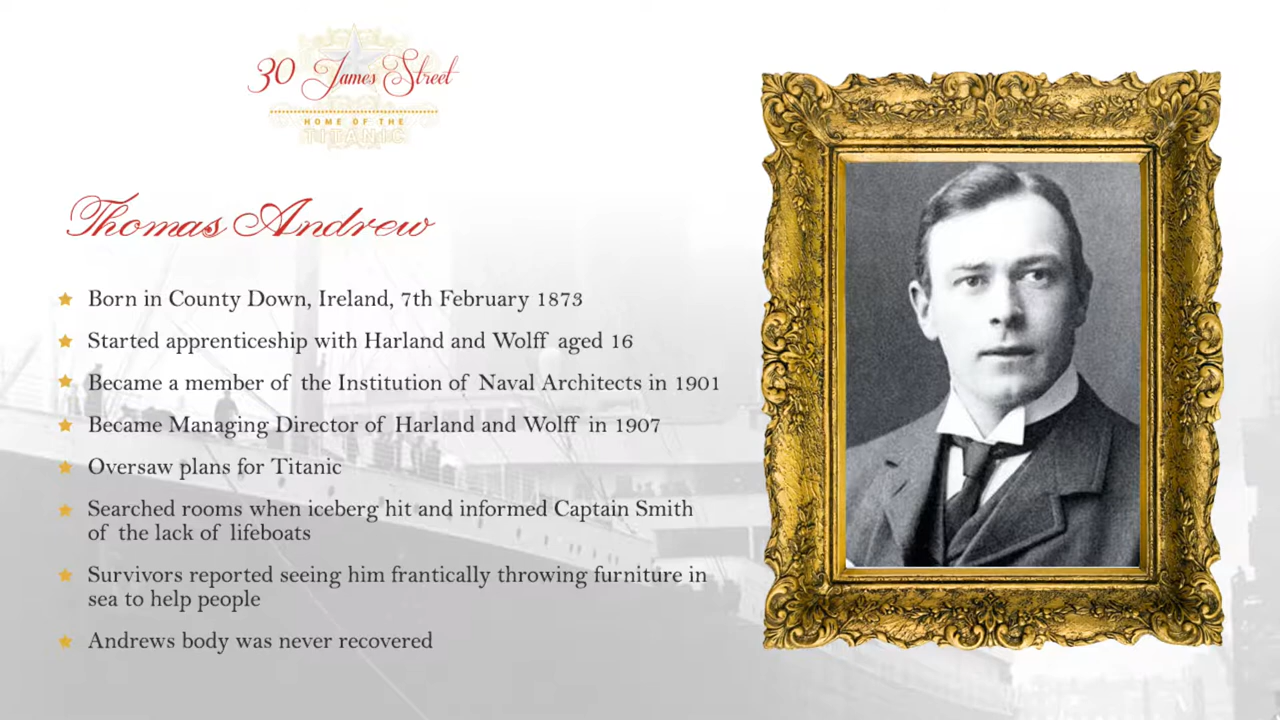 30 James Street
HOME OF THE
TITANIC
Thomas Andrew
Born in County Down, Ireland, 7th February 1873
Started apprenticeship with Harland and Wolff aged 16
Became a member of the Institution of Naval Architects in 1901
Became Managing Director of Harland and Wolff in 1907
Oversaw plans for Titanic
Searched rooms when iceberg hit and informed Captain Smith
of the lack of lifeboats
Survivors reported seeing him frantically throwing furniture in
sea to help people
Andrews body was never recovered